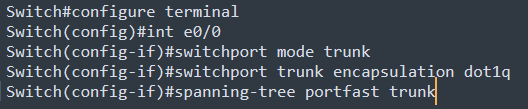 Switch#configure terminal
Switch(config)#int e0/0
Switch(config-if)#switchport mode trunk
Switch(config-if)#switchport trunk encapsulation dot1q
Switch(config-if)#spanning-tree portfast trunk